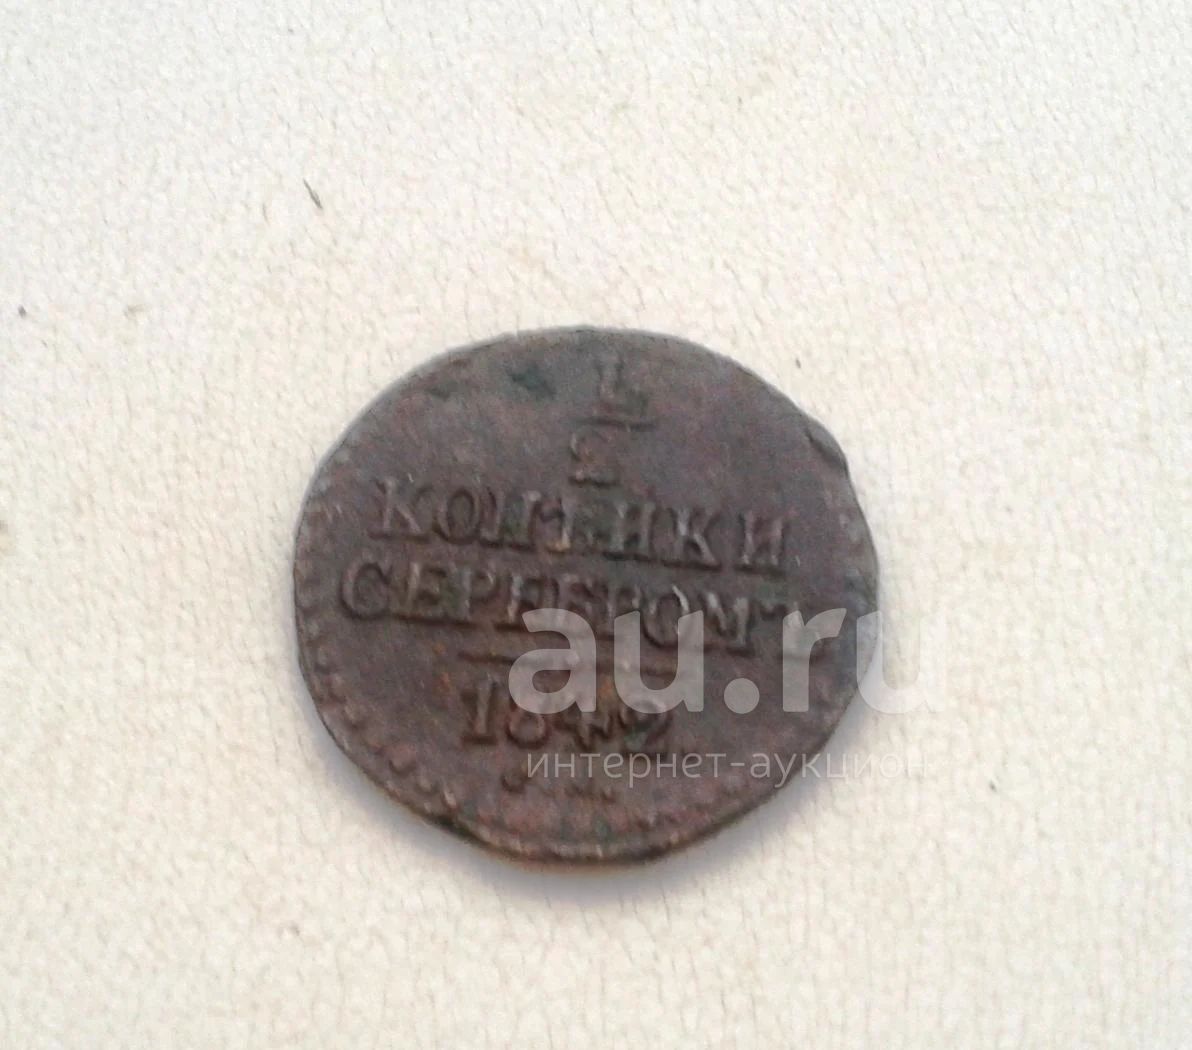 1
2
КОПѢЙКИ
СЕРЕБРОМЪ
1842
au.ru
интернет-аукцион